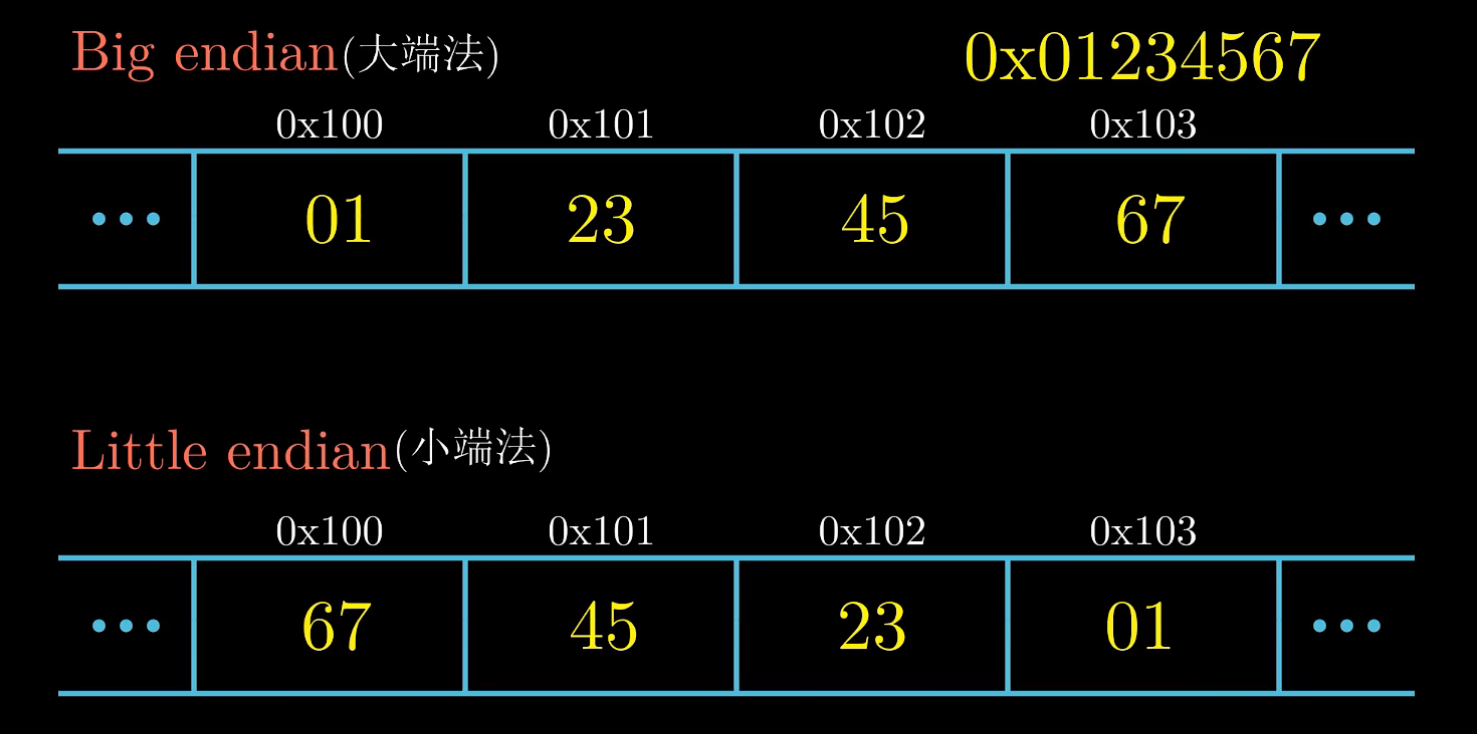 Big endian(大端法) 0x01234567
0x100 0x101 0x102 0x103
... 01 23 45 67 ...
Little endian(小端法)
0x100 0x101 0x102 0x103
... 67 45 23 01 ...